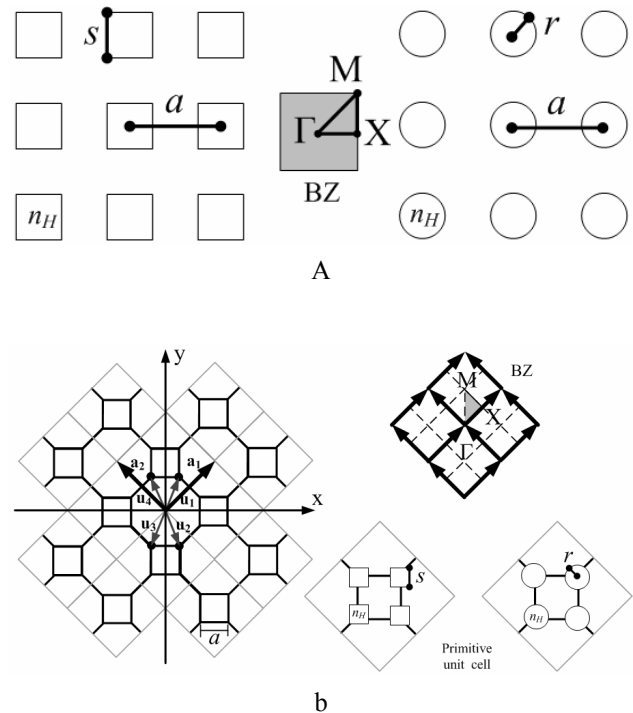 s
r
M
a
Γ
X
a
n_H
BZ
n_H
A
y
BZ
M
a₂
a₁
X
u₄
u₁
Γ
x
u₃
u₂
s
r
n_H
n_H
a
Primitive
unit cell
b